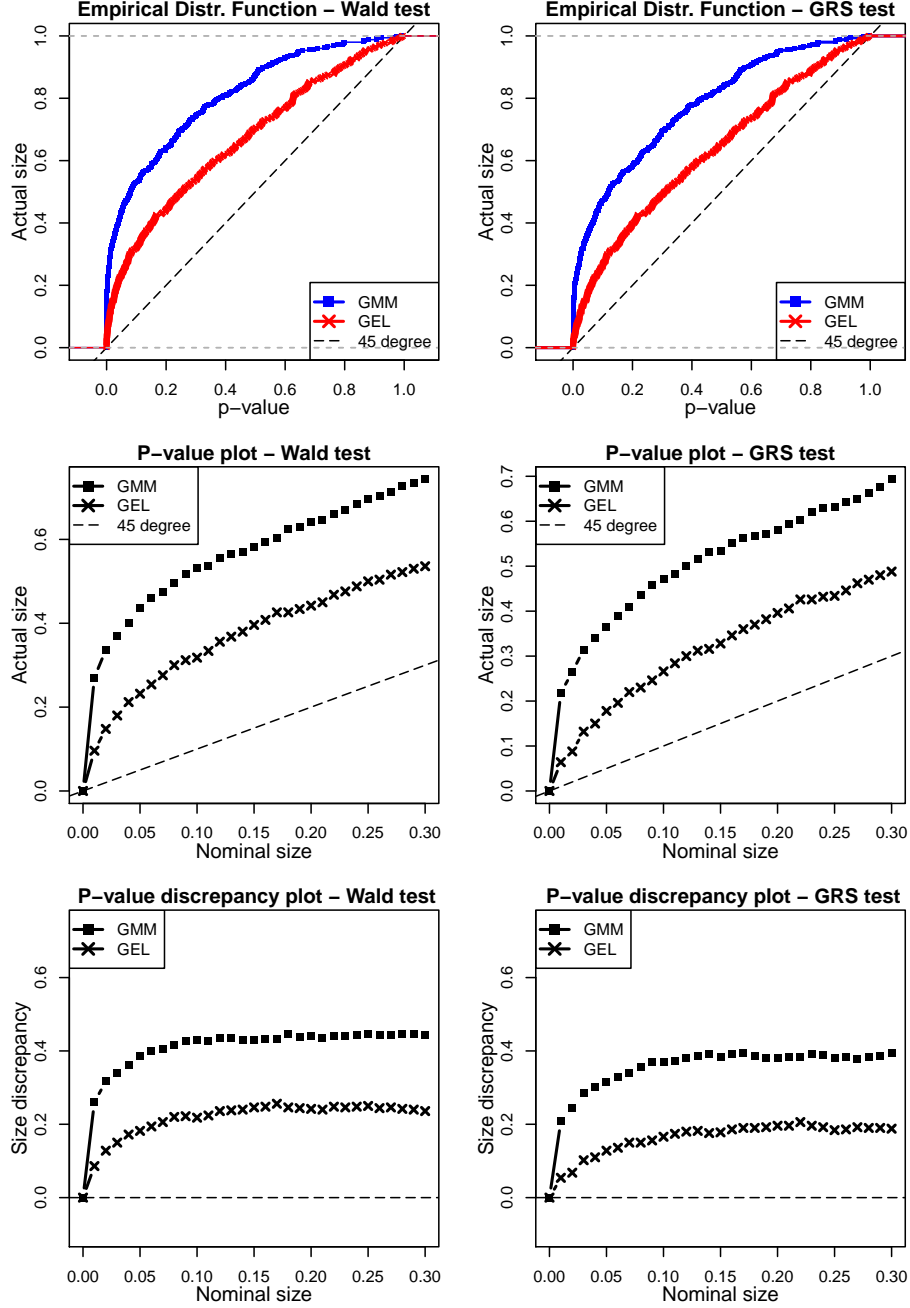 Empirical Distr. Function − Wald test
Actual size
0.0 0.2 0.4 0.6 0.8 1.0
GMM
GEL
45 degree
0.0 0.2 0.4 0.6 0.8 1.0
p−value
Empirical Distr. Function − GRS test
Actual size
0.0 0.2 0.4 0.6 0.8 1.0
GMM
GEL
45 degree
0.0 0.2 0.4 0.6 0.8 1.0
p−value
P−value plot − Wald test
Actual size
0.0 0.2 0.4 0.6
GMM
GEL
45 degree
0.00 0.05 0.10 0.15 0.20 0.25 0.30
Nominal size
P−value plot − GRS test
Actual size
0.0 0.1 0.2 0.3 0.4 0.5 0.6 0.7
GMM
GEL
45 degree
0.00 0.05 0.10 0.15 0.20 0.25 0.30
Nominal size
P−value discrepancy plot − Wald test
Size discrepancy
0.0 0.2 0.4 0.6
GMM
GEL
0.00 0.05 0.10 0.15 0.20 0.25 0.30
Nominal size
P−value discrepancy plot − GRS test
Size discrepancy
0.0 0.2 0.4 0.6
GMM
GEL
0.00 0.05 0.10 0.15 0.20 0.25 0.30
Nominal size